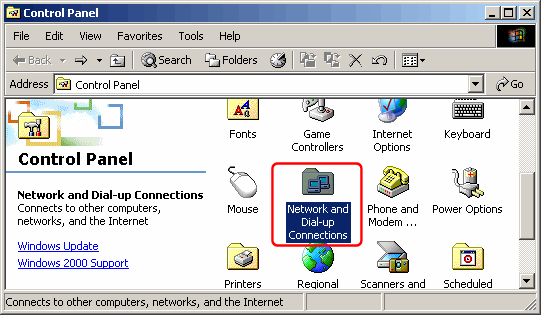 Control Panel
File Edit View Favorites Tools Help
Back Search Folders
Address Control Panel Go
Control Panel
Network and Dial-up Connections
Connects to other computers,
networks, and the Internet
Windows Update
Windows 2000 Support
Fonts
Game
Controllers
Internet
Options
Keyboard
Mouse
Network and
Dial-up
Connections
Phone and
Modem ...
Power Options
Printers
Regional
Scanners and
Scheduled
Connects to other computers, networks, and the Internet